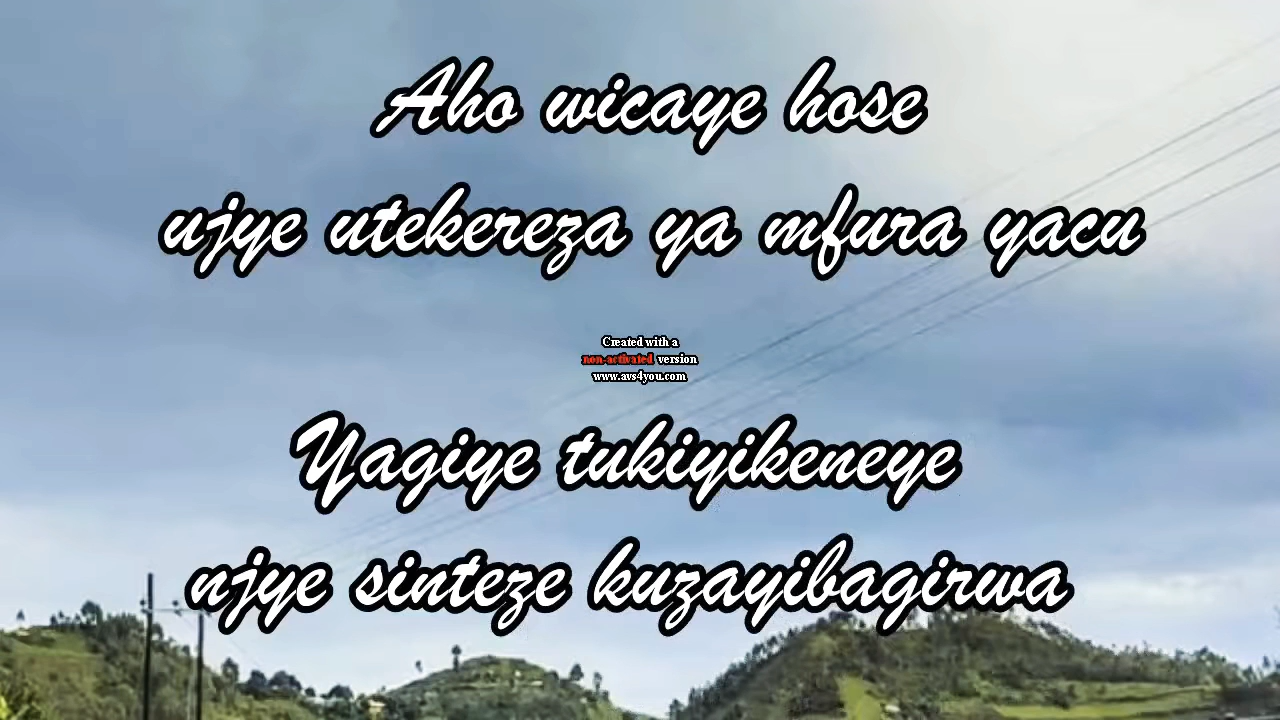 Aho wicaye hose
ujye utekereza ya mfura yacu
Created with a
non-activated version
www.avs4you.com
Yagiye tukiyikeneye
njye sinteze kuzayibagirwa